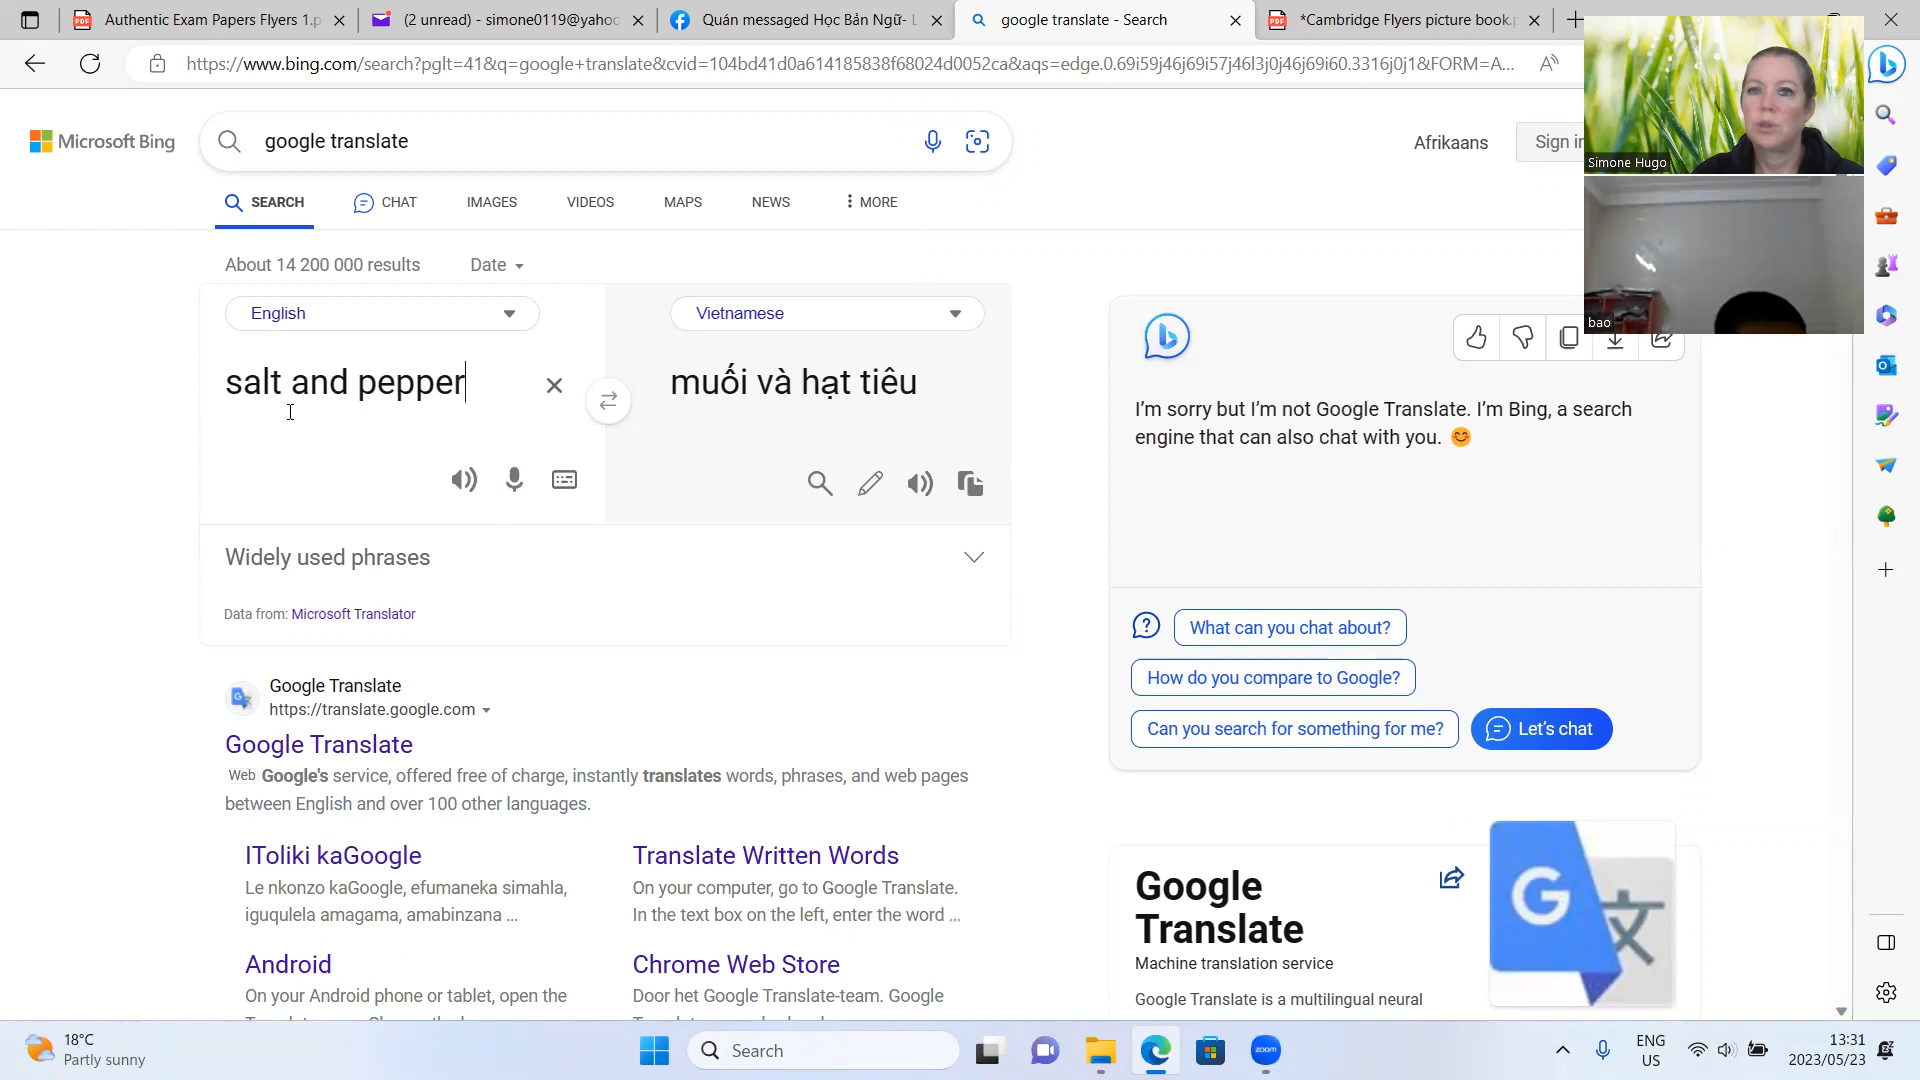 Authentic Exam Papers Flyers 1.p
(2 unread) - simone0119@yahoo
Quán messaged Học Bản Ngữ- L
google translate - Search
*Cambridge Flyers picture book.p
https://www.bing.com/search?pglt=41&q=google+translate&cvid=104bd41d0a614185838f68024d0052ca&aqs=edge.0.69i59j46j69i57j46l3j0j46j69i60.3316j0j1&FORM=A...
Microsoft Bing
google translate
Afrikaans
Sign in
Simone Hugo
bao
SEARCH
CHAT
IMAGES
VIDEOS
MAPS
NEWS
MORE
About 14 200 000 results
Date
English
Vietnamese
salt and pepper
muối và hạt tiêu
Widely used phrases
Data from: Microsoft Translator
I'm sorry but I'm not Google Translate. I'm Bing, a search
engine that can also chat with you.
What can you chat about?
How do you compare to Google?
Can you search for something for me?
Let's chat
Google Translate
https://translate.google.com
Google Translate
Web Google's service, offered free of charge, instantly translates words, phrases, and web pages
between English and over 100 other languages.
IToliki kaGoogle
Le nkonzo kaGoogle, efumaneka simahla,
iguqulela amagama, amabinzana ...
Translate Written Words
On your computer, go to Google Translate.
In the text box on the left, enter the word ...
Android
On your Android phone or tablet, open the
Chrome Web Store
Door het Google Translate-team. Google
Google
Translate
Machine translation service
Google Translate is a multilingual neural
18°C
Partly sunny
Search
zoom
ENG
US
13:31
2023/05/23